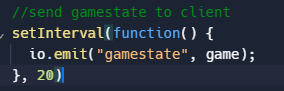 //send gamestate to client
setInterval(function() {
io.emit("gamestate", game);
}, 20)